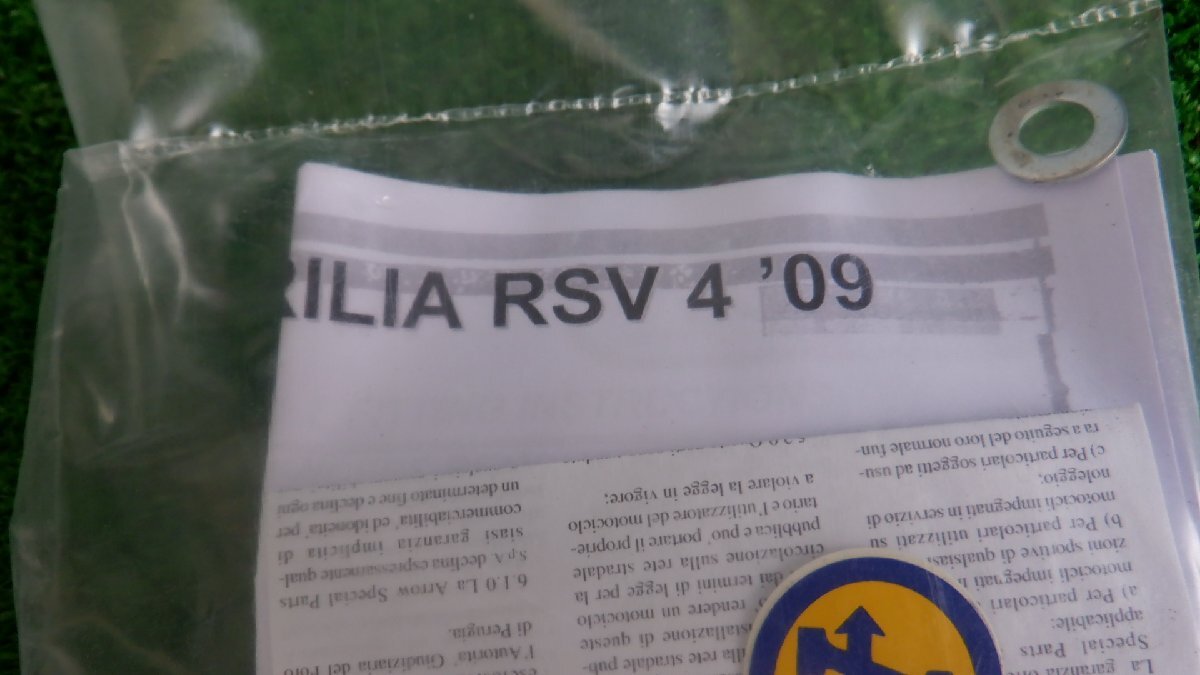 RILIA RSV 4 '09
La garanzia
Special Parts
applicabile:
a) Per particolari
motocicli impegnati
zioni sportive di qualsiasi
b) Per particolari utilizzati su
motocicli impegnati in servizio di
noleggio;
c) Per particolari soggetti ad usu-
ra a seguito del loro normale fun-
rete stradale pub-
di queste
rendere un motociclo
dai termini di legge per la
circolazione sulla rete stradale
pubblica e puo' portare il proprie-
tario e l'utilizzatore del motociclo
a violare la legge in vigore;
l'Autorita' Giudiziaria del Foro
di Perugia.
6.1.0 La Arrow Special Parts
S.p.A. declina espressamente qual-
siasi garanzia implicita di
commerciabilita' ed idoneita' per
un determinato fine e declina ogni